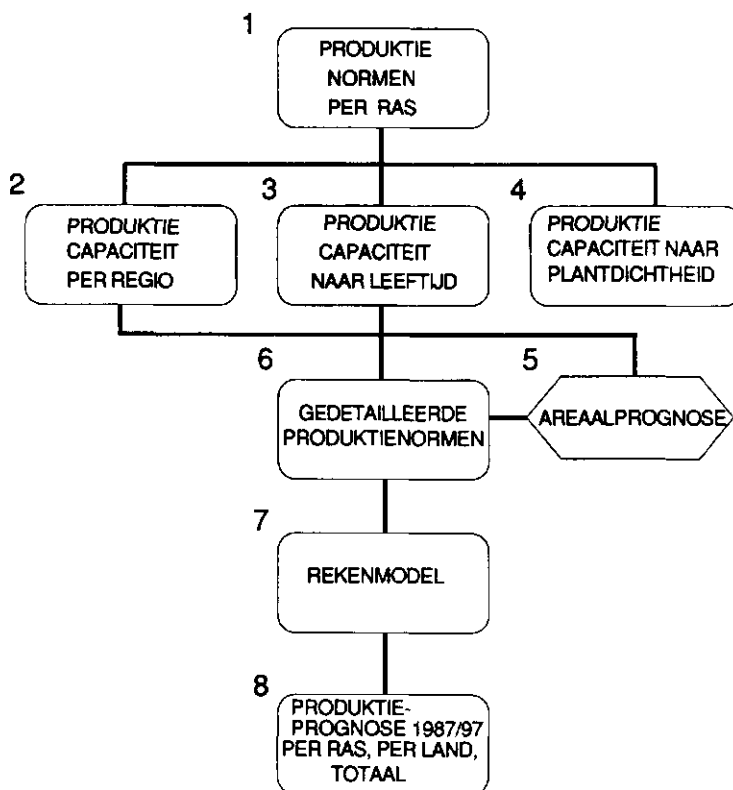 1
PRODUKTIE
NORMEN
PER RAS
2
PRODUKTIE
CAPACITEIT
PER REGIO
3
PRODUKTIE
CAPACITEIT
NAAR LEEFTIJD
4
PRODUKTIE
CAPACITEIT NAAR
PLANTDICHTHEID
6
GEDETAILLEERDE
PRODUKTIENORMEN
5
AREAALPROGNOSE
7
REKENMODEL
8
PRODUKTIE-
PROGNOSE 1987/97
PER RAS, PER LAND,
TOTAAL